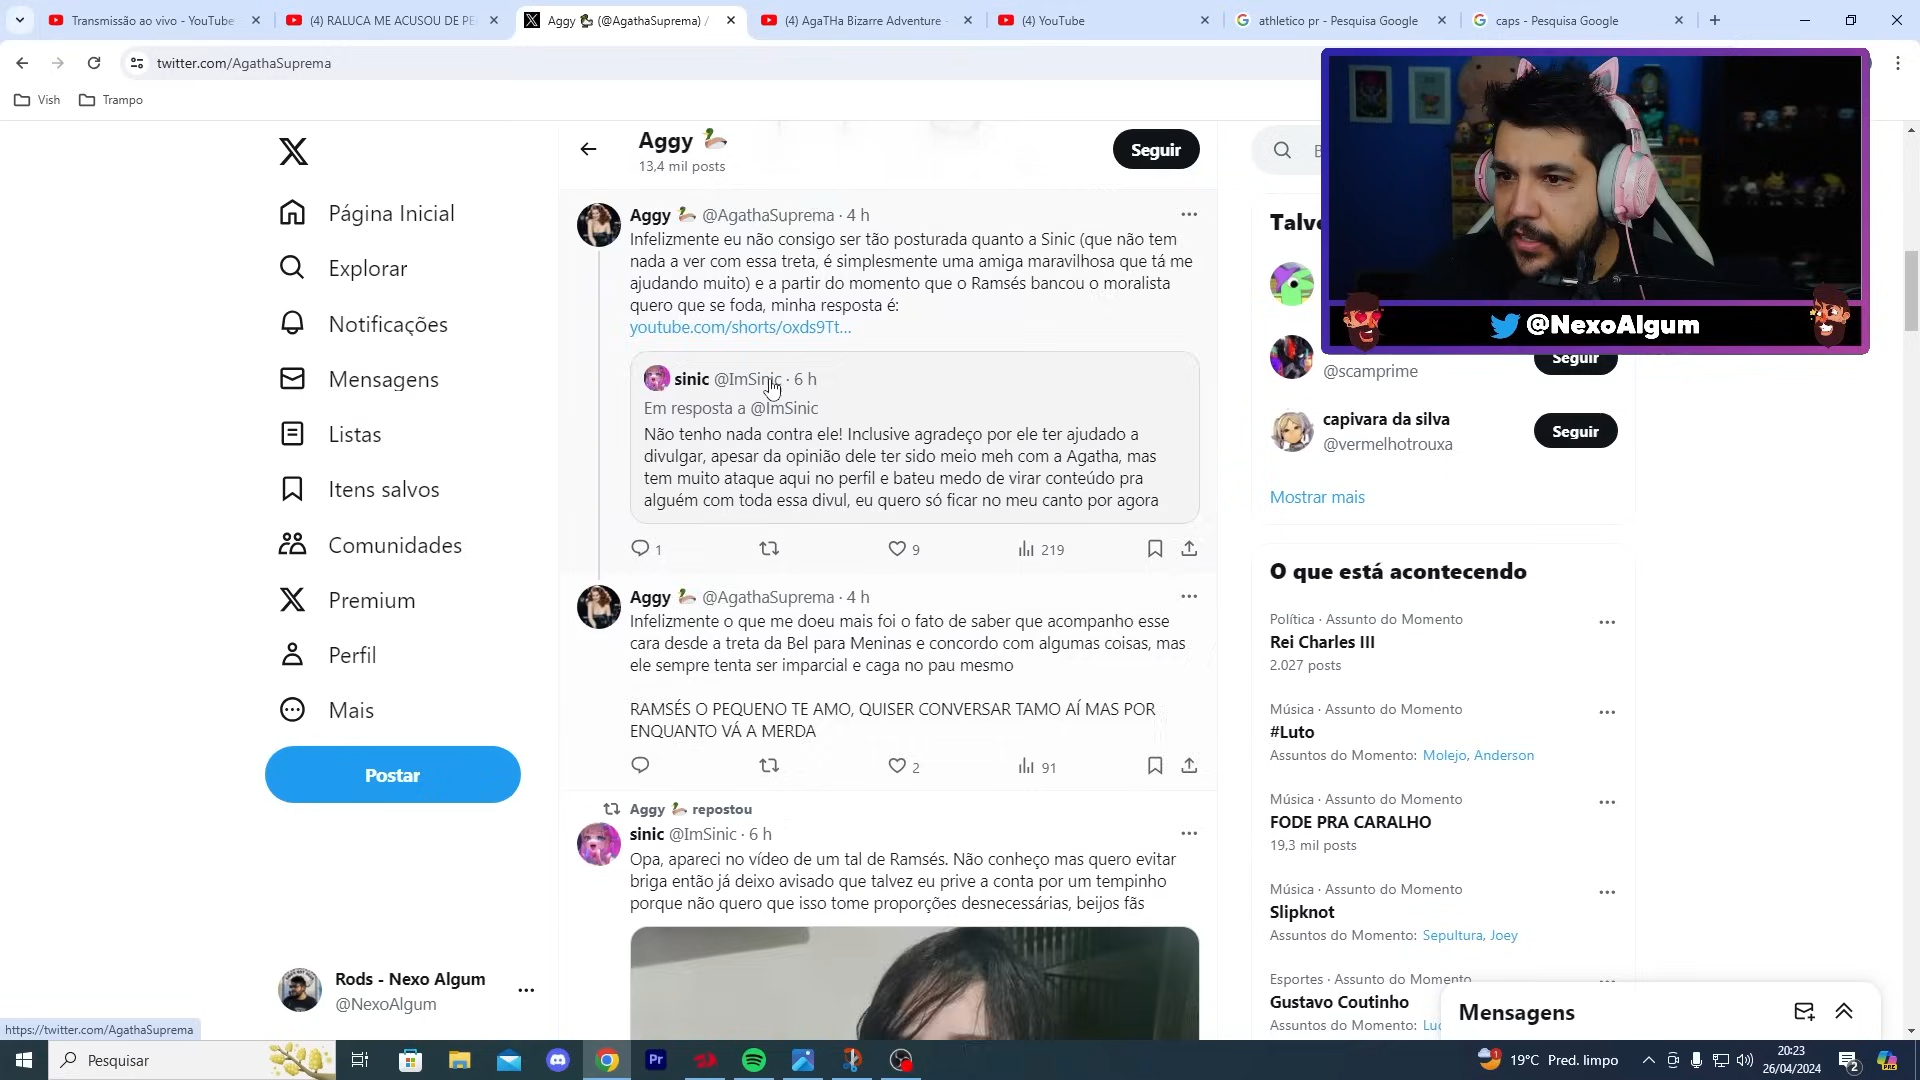 Transmissão ao vivo - YouTube
(4) RALUCA ME ACUSOU DE PE
Aggy (@AgathaSuprema) /
(4) AgaTHa Bizarre Adventure -
(4) YouTube
athletico pr - Pesquisa Google
caps - Pesquisa Google
twitter.com/AgathaSuprema
Vish
Trampo
X
Página Inicial
Explorar
Notificações
Mensagens
Listas
Itens salvos
Comunidades
Premium
Perfil
Mais
Postar
Rods - Nexo Algum
@NexoAlgum
https://twitter.com/AgathaSuprema
Aggy
13,4 mil posts
Seguir
Aggy @AgathaSuprema · 4 h
Infelizmente eu não consigo ser tão posturada quanto a Sinic (que não tem
nada a ver com essa treta, é simplesmente uma amiga maravilhosa que tá me
ajudando muito) e a partir do momento que o Ramsés bancou o moralista
quero que se foda, minha resposta é:
youtube.com/shorts/oxds9Tt...
sinic @ImSinic · 6 h
Em resposta a @ImSinic
Não tenho nada contra ele! Inclusive agradeço por ele ter ajudado a
divulgar, apesar da opinião dele ter sido meio meh com a Agatha, mas
tem muito ataque aqui no perfil e bateu medo de virar conteúdo pra
alguém com toda essa divul, eu quero só ficar no meu canto por agora
1
9
219
Aggy @AgathaSuprema · 4 h
Infelizmente o que me doeu mais foi o fato de saber que acompanho esse
cara desde a treta da Bel para Meninas e concordo com algumas coisas, mas
ele sempre tenta ser imparcial e caga no pau mesmo
RAMSÉS O PEQUENO TE AMO, QUISER CONVERSAR TAMO AÍ MAS POR
ENQUANTO VÁ A MERDA
2
91
Aggy repostou
sinic @ImSinic · 6 h
Opa, apareci no vídeo de um tal de Ramsés. Não conheço mas quero evitar
briga então já deixo avisado que talvez eu prive a conta por um tempinho
porque não quero que isso tome proporções desnecessárias, beijos fãs
@NexoAlgum
Talve
Seguir
@scamprime
capivara da silva
@vermelhotrouxa
Seguir
Mostrar mais
O que está acontecendo
Política · Assunto do Momento
Rei Charles III
2.027 posts
Música · Assunto do Momento
#Luto
Assuntos do Momento: Molejo, Anderson
Música · Assunto do Momento
FODE PRA CARALHO
19,3 mil posts
Música · Assunto do Momento
Slipknot
Assuntos do Momento: Sepultura, Joey
Esportes · Assunto do Momento
Gustavo Coutinho
Assuntos do Momento: Luc
Mensagens
Pesquisar
Pr
19°C Pred. limpo
20:23
26/04/2024
2